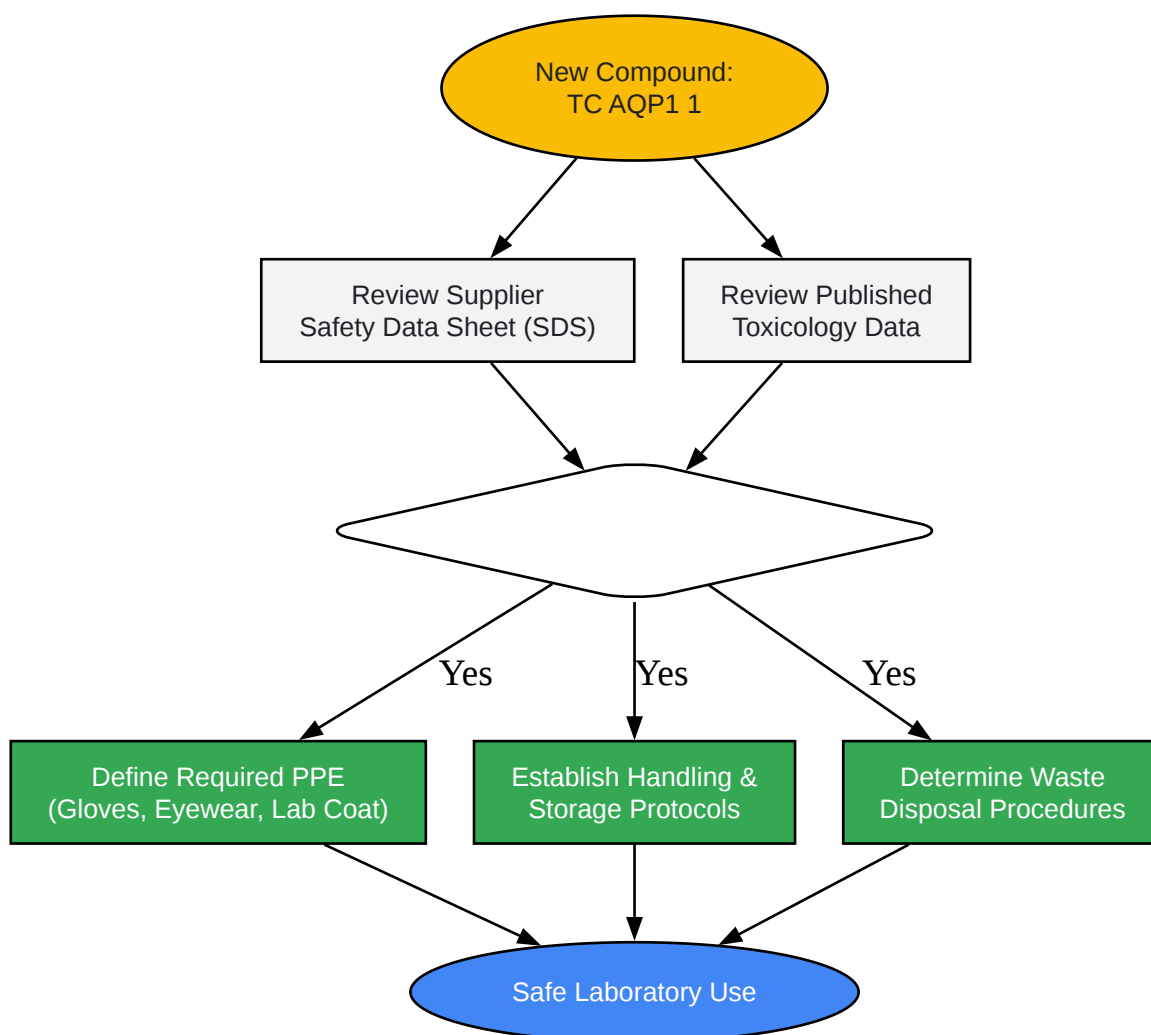 New Compound:
TC AQP1 1
Review Supplier
Safety Data Sheet (SDS)
Review Published
Toxicology Data
Yes
Yes
Yes
Define Required PPE
(Gloves, Eyewear, Lab Coat)
Establish Handling &
Storage Protocols
Determine Waste
Disposal Procedures
Safe Laboratory Use